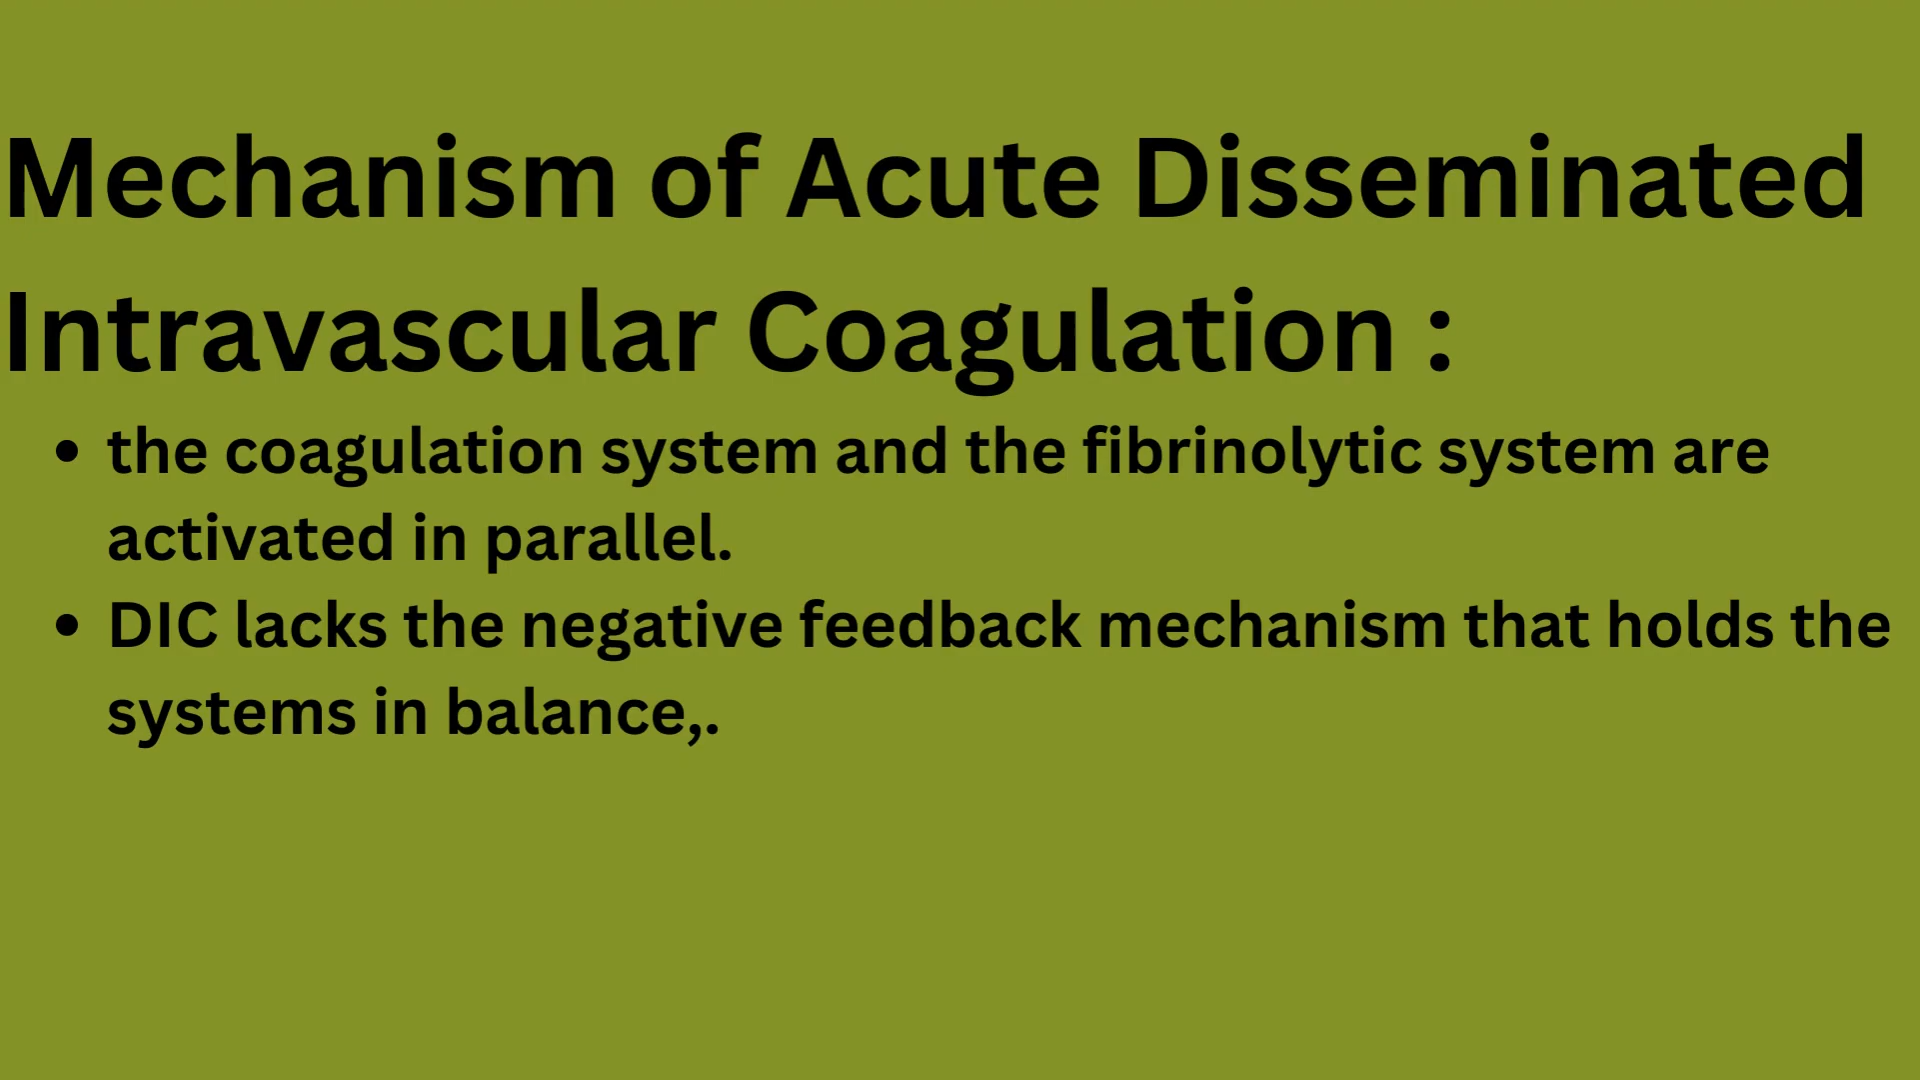 Mechanism of Acute Disseminated
Intravascular Coagulation :
• the coagulation system and the fibrinolytic system are
activated in parallel.
• DIC lacks the negative feedback mechanism that holds the
systems in balance,.